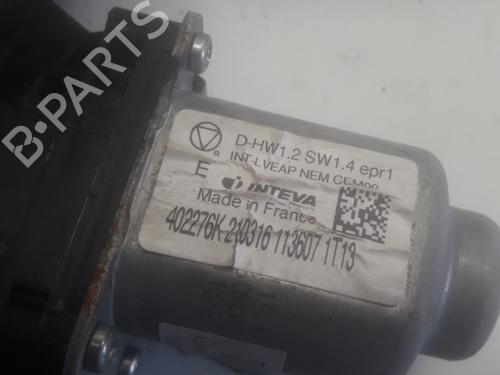 D-HW1.2 SW1.4 epr1
R INT-LVEAP NEM CEM00
E INTEVA
Made in France
402276K 210316 113607 1T13
B-PARTS